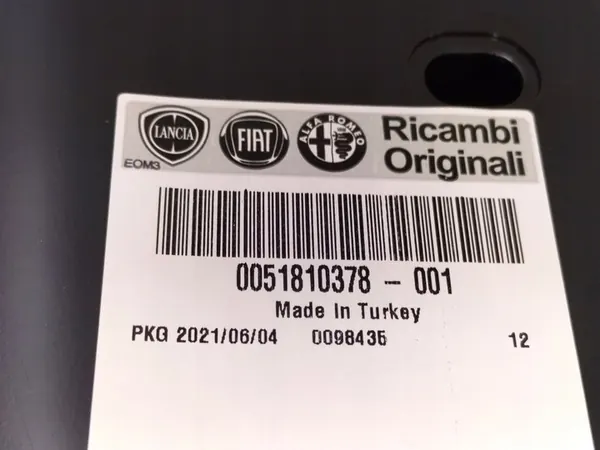 LANCIA
FIAT
ALFA ROMEO
Ricambi
Originali
EOM3
0051810378 - 001
Made In Turkey
PKG 2021/06/04 0098435 12